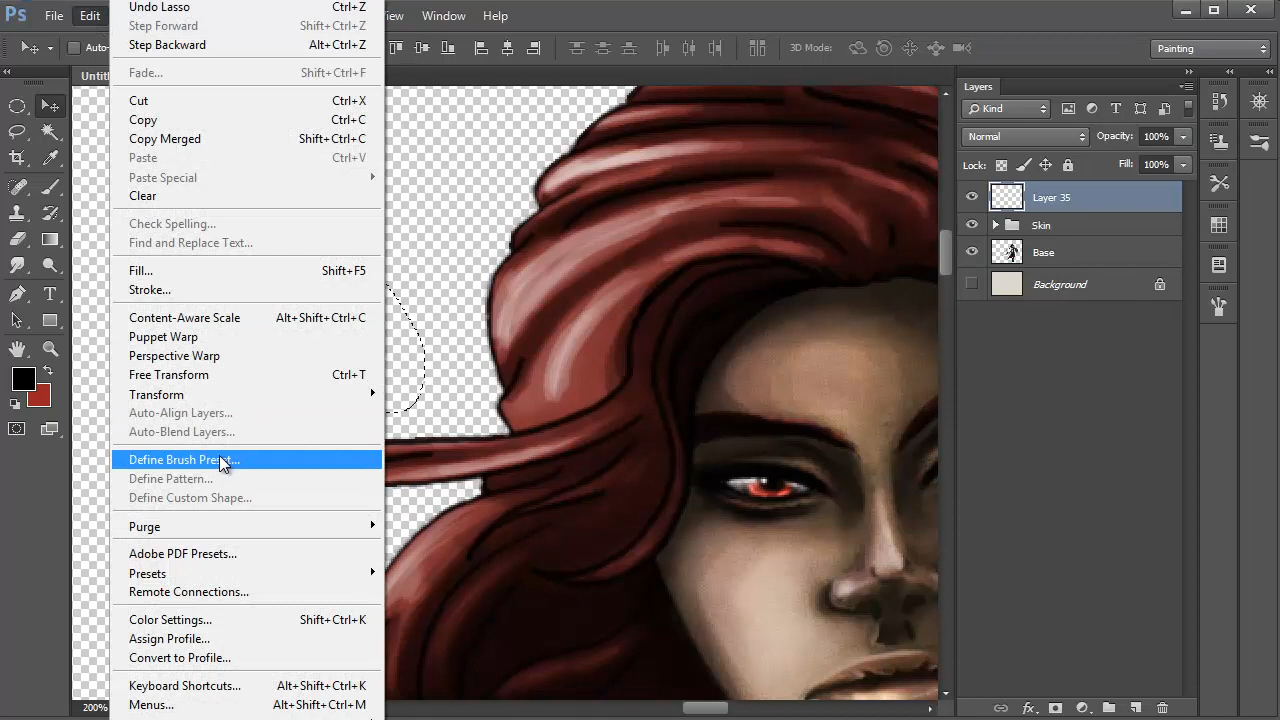 Ps File Edit Window Help
Auto-
3D Mode:
Painting
Undo Lasso Ctrl+Z
Step Forward Shift+Ctrl+Z
Step Backward Alt+Ctrl+Z
Fade... Shift+Ctrl+F
Cut Ctrl+X
Copy Ctrl+C
Copy Merged Shift+Ctrl+C
Paste Ctrl+V
Paste Special
Clear
Check Spelling...
Find and Replace Text...
Fill... Shift+F5
Stroke...
Content-Aware Scale Alt+Shift+Ctrl+C
Puppet Warp
Perspective Warp
Free Transform Ctrl+T
Transform
Auto-Align Layers...
Auto-Blend Layers...
Define Brush Preset...
Define Pattern...
Define Custom Shape...
Purge
Adobe PDF Presets...
Presets
Remote Connections...
Color Settings... Shift+Ctrl+K
Assign Profile...
Convert to Profile...
Keyboard Shortcuts... Alt+Shift+Ctrl+K
Menus... Alt+Shift+Ctrl+M
200%
Layers
Kind
Normal Opacity: 100%
Lock: Fill: 100%
Layer 35
Skin
Base
Background